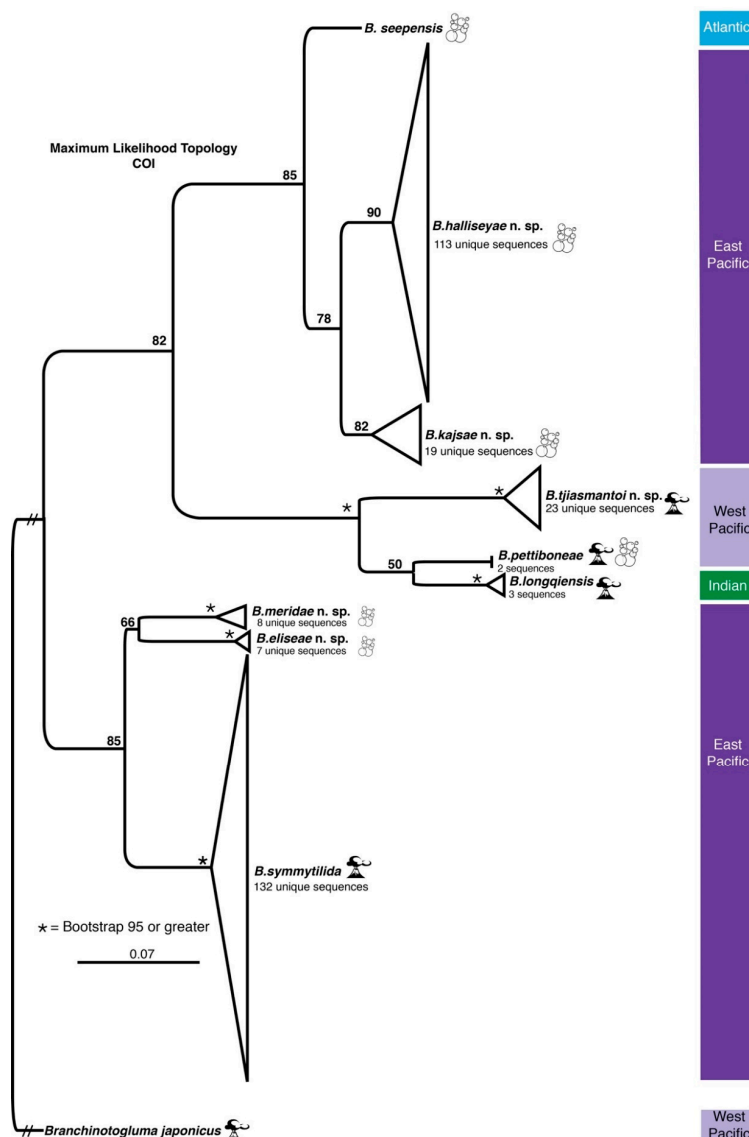 Atlantic
B. seepensis
Maximum Likelihood Topology
COI
85
90
B.halliseyae n. sp.
113 unique sequences
East
Pacific
78
82
82
B.kajsae n. sp.
19 unique sequences
*
*
B.tjiasmantoi n. sp.
23 unique sequences
West
Pacific
50
B.pettiboneae
2 sequences
*
B.longqiensis
3 sequences
Indian
*
B.meridae n. sp.
8 unique sequences
66
*
B.eliseae n. sp.
7 unique sequences
85
East
Pacific
*
B.symmytilida
132 unique sequences
* = Bootstrap 95 or greater
0.07
Branchinotogluma japonicus
West
Pacific